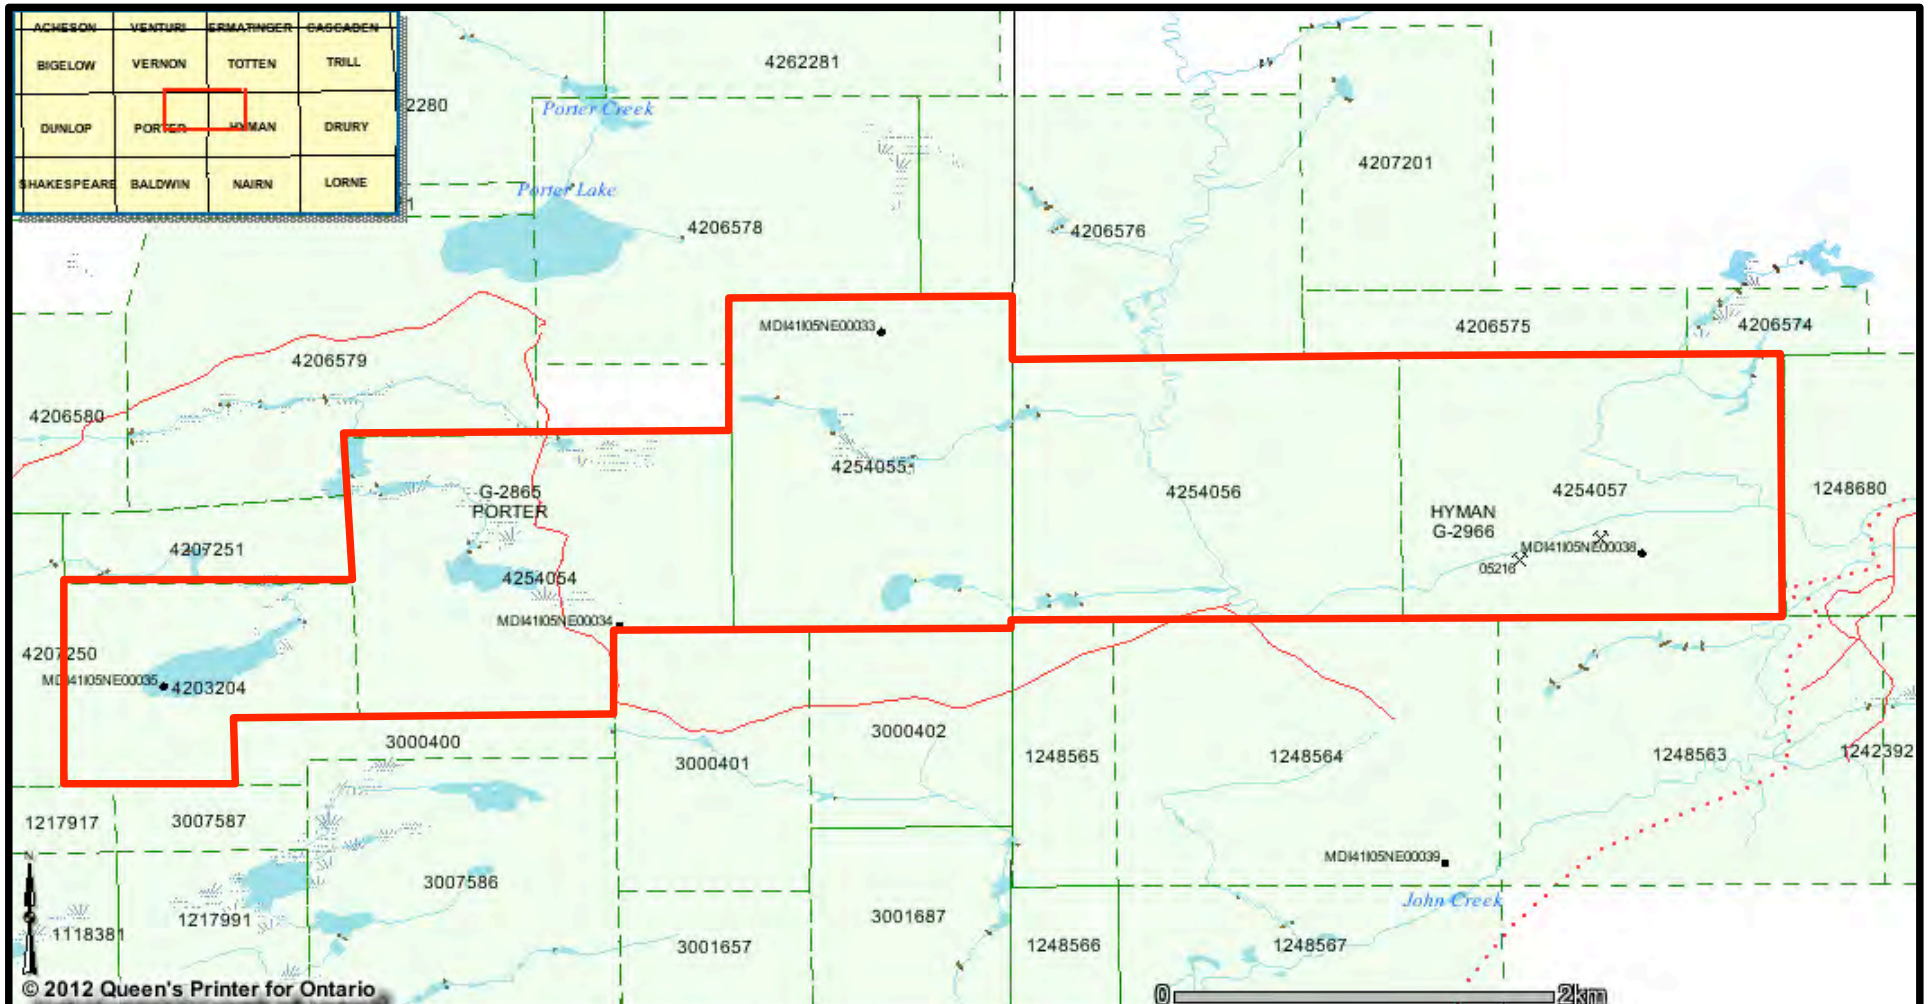 ACHESON VENTURI ERMATINGER CASCADEN
BIGELOW VERNON TOTTEN TRILL
DUNLOP PORTER HYMAN DRURY
SHAKESPEARE BALDWIN NAIRN LORNE
2280
1
4262281
Porter Creek
4207201
Porter Lake
4206578
4206576
MDI41I05NE00033
4206575
4206574
4206579
4206580
4254055
G-2865
PORTER
4254056
4254057
1248680
HYMAN
G-2966
4207251
MDI41I05NE00038
05216
4254054
MDI41I05NE00034
4207250
MDI41I05NE00035
4203204
3000400
3000402
3000401
1248565
1248564
1248563
1242392
1217917
3007587
MDI41I05NE00039
3007586
John Creek
N
1118381
1217991
3001687
3001657
1248566
1248567
© 2012 Queen's Printer for Ontario
0 2km